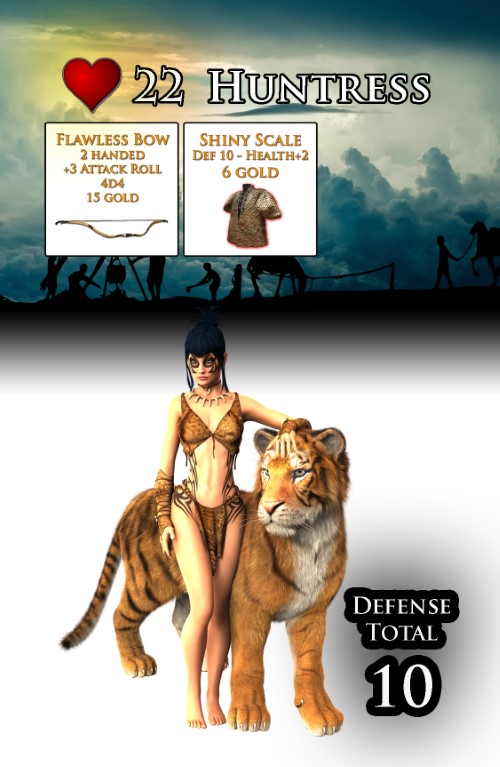 22 Huntress
Flawless Bow
2 handed
+3 Attack Roll
4d4
15 gold
Shiny Scale
Def 10 - Health+2
6 gold
Defense
Total
10